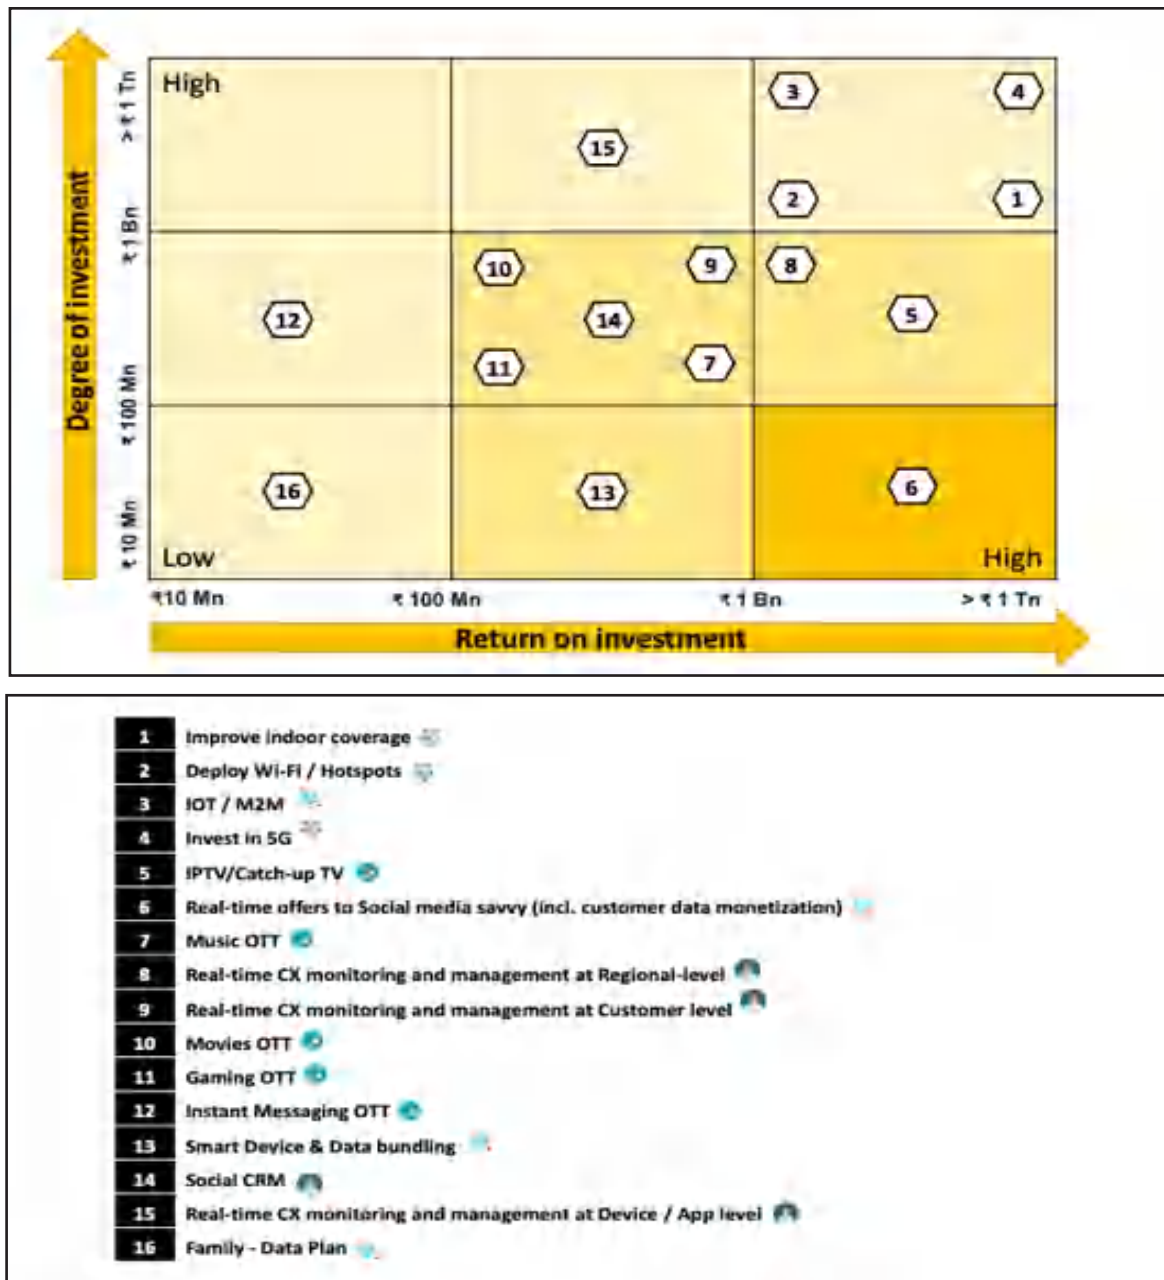 High
3
4
15
2
1
> ₹ 1 Tn
₹ 1 Bn
₹ 100 Mn
₹ 10 Mn
Degree of investment
10
9
8
12
14
5
11
7
16
13
6
Low
High
₹10 Mn
₹ 100 Mn
₹ 1 Bn
> ₹ 1 Tn
Return on investment
1 Improve indoor coverage
2 Deploy Wi-Fi / Hotspots
3 IOT / M2M
4 Invest in 5G
5 IPTV/Catch-up TV
6 Real-time offers to Social media savvy (incl. customer data monetization)
7 Music OTT
8 Real-time CX monitoring and management at Regional-level
9 Real-time CX monitoring and management at Customer level
10 Movies OTT
11 Gaming OTT
12 Instant Messaging OTT
13 Smart Device & Data bundling
14 Social CRM
15 Real-time CX monitoring and management at Device / App level
16 Family - Data Plan